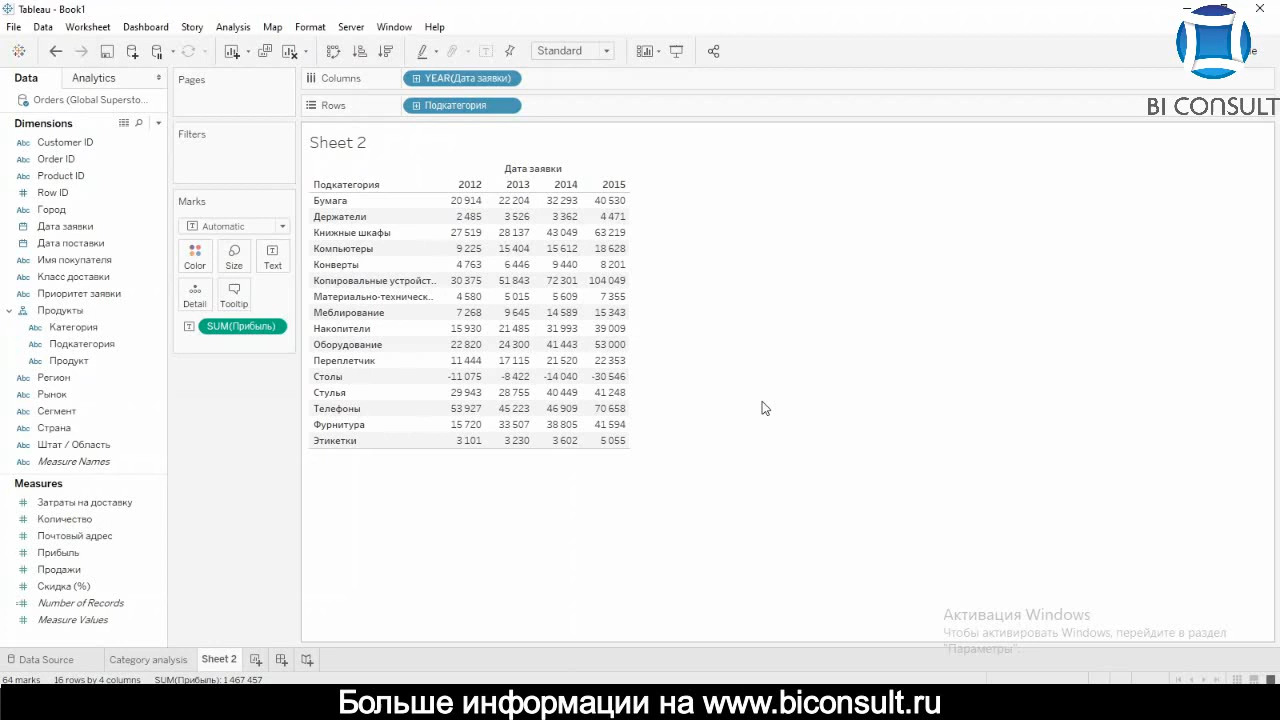 Tableau - Book1
File Data Worksheet Dashboard Story Analysis Map Format Server Window Help
Standard
BI CONSULT
Data Analytics
Orders (Global Supersto...
Dimensions
Customer ID
Order ID
Product ID
Row ID
Город
Дата заявки
Дата поставки
Имя покупателя
Класс доставки
Приоритет заявки
Продукты
Категория
Подкатегория
Продукт
Регион
Рынок
Сегмент
Страна
Штат / Область
Measure Names
Measures
Затраты на доставку
Количество
Почтовый адрес
Прибыль
Продажи
Скидка (%)
Number of Records
Measure Values
Pages
Filters
Marks
Automatic
Color Size Text
Detail Tooltip
SUM(Прибыль)
Columns YEAR(Дата заявки)
Rows Подкатегория
Sheet 2
Дата заявки
Подкатегория 2012 2013 2014 2015
Бумага 20 914 22 204 32 293 40 530
Держатели 2 485 3 526 3 362 4 471
Книжные шкафы 27 519 28 137 43 049 63 219
Компьютеры 9 225 15 404 15 612 18 628
Конверты 4 763 6 446 9 440 8 201
Копировальные устройст.. 30 375 51 843 72 301 104 049
Материально-техническ.. 4 580 5 015 5 609 7 355
Меблирование 7 268 9 645 14 589 15 343
Накопители 15 930 21 485 31 993 39 009
Оборудование 22 820 24 300 41 443 53 000
Переплетчик 11 444 17 115 21 520 22 353
Столы -11 075 -8 422 -14 040 -30 546
Стулья 29 943 28 755 40 449 41 248
Телефоны 53 927 45 223 46 909 70 658
Фурнитура 15 720 33 507 38 805 41 594
Этикетки 3 101 3 230 3 602 5 055
Активация Windows
Чтобы активировать Windows, перейдите в раздел
"Параметры".
Data Source Category analysis Sheet 2
64 marks 16 rows by 4 columns SUM(Прибыль): 1 467 457
Больше информации на www.biconsult.ru